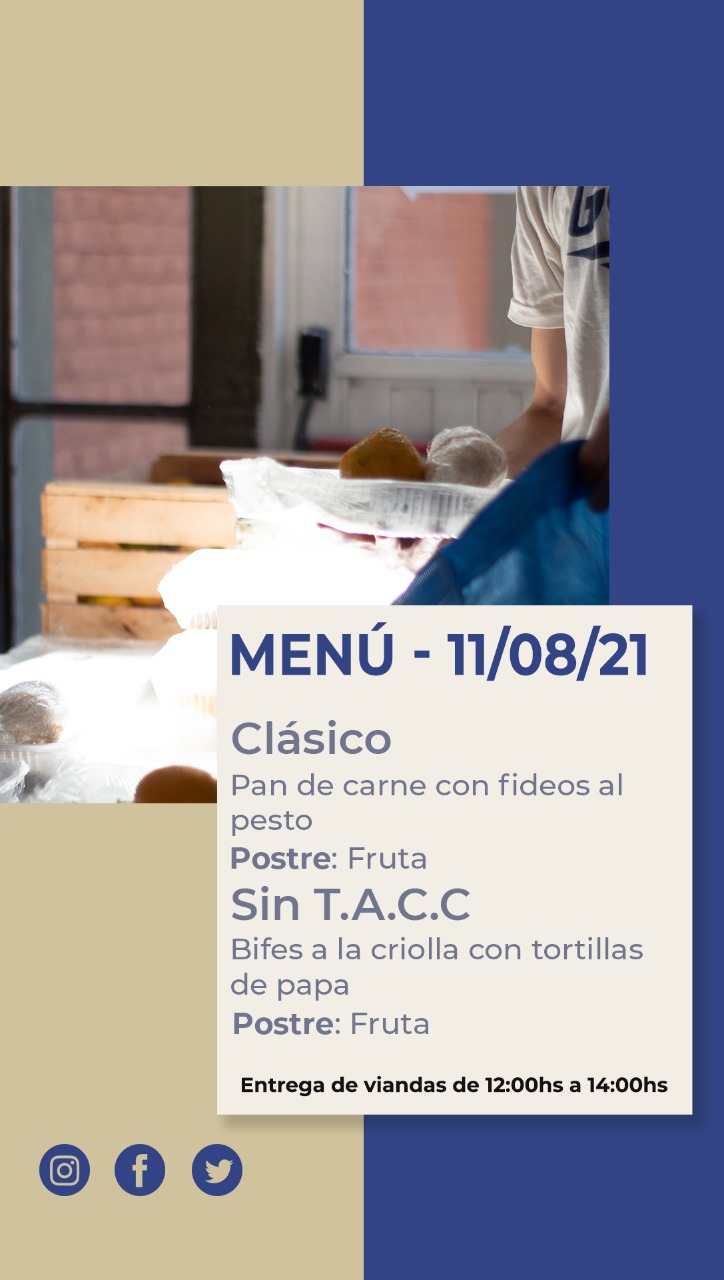 MENÚ - 11/08/21
Clásico
Pan de carne con fideos al
pesto
Postre: Fruta
Sin T.A.C.C
Bifes a la criolla con tortillas
de papa
Postre: Fruta
Entrega de viandas de 12:00hs a 14:00hs